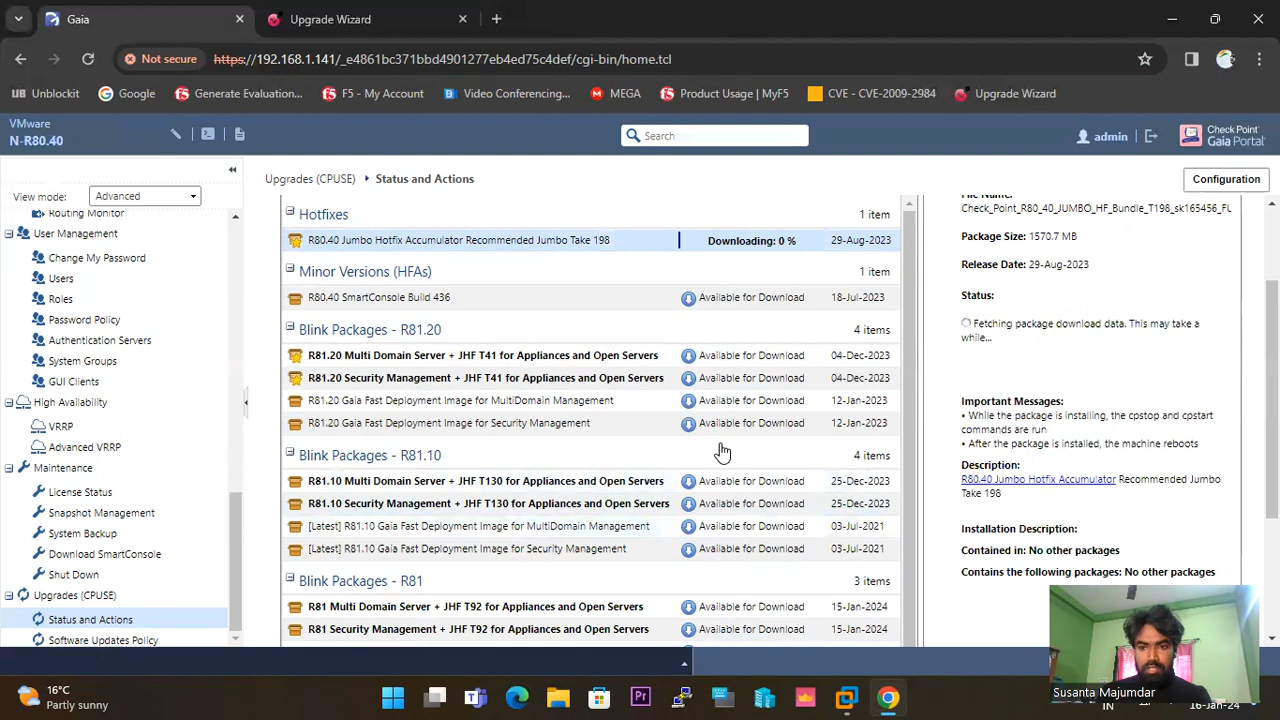 Gaia
Upgrade Wizard
Not secure
https://192.168.1.141/_e4861bc371bbd4901277eb4ed75c4def/cgi-bin/home.tcl
Unblockit
Google
Generate Evaluation...
F5 - My Account
Video Conferencing...
MEGA
Product Usage | MyF5
CVE - CVE-2009-2984
Upgrade Wizard
VMware
N-R80.40
Search
admin
Check Point
Gaia Portal
View mode:
Advanced
Upgrades (CPUSE)
Status and Actions
Configuration
Routing Monitor
User Management
Change My Password
Users
Roles
Password Policy
Authentication Servers
System Groups
GUI Clients
High Availability
VRRP
Advanced VRRP
Maintenance
License Status
Snapshot Management
System Backup
Download SmartConsole
Shut Down
Upgrades (CPUSE)
Status and Actions
Software Updates Policy
Hotfixes 1 item
R80.40 Jumbo Hotfix Accumulator Recommended Jumbo Take 198 Downloading: 0 % 29-Aug-2023
Minor Versions (HFAs) 1 item
R80.40 SmartConsole Build 436 Available for Download 18-Jul-2023
Blink Packages - R81.20 4 items
R81.20 Multi Domain Server + JHF T41 for Appliances and Open Servers Available for Download 04-Dec-2023
R81.20 Security Management + JHF T41 for Appliances and Open Servers Available for Download 04-Dec-2023
R81.20 Gaia Fast Deployment Image for MultiDomain Management Available for Download 12-Jan-2023
R81.20 Gaia Fast Deployment Image for Security Management Available for Download 12-Jan-2023
Blink Packages - R81.10 4 items
R81.10 Multi Domain Server + JHF T130 for Appliances and Open Servers Available for Download 25-Dec-2023
R81.10 Security Management + JHF T130 for Appliances and Open Servers Available for Download 25-Dec-2023
[Latest] R81.10 Gaia Fast Deployment Image for MultiDomain Management Available for Download 03-Jul-2021
[Latest] R81.10 Gaia Fast Deployment Image for Security Management Available for Download 03-Jul-2021
Blink Packages - R81 3 items
R81 Multi Domain Server + JHF T92 for Appliances and Open Servers Available for Download 15-Jan-2024
R81 Security Management + JHF T92 for Appliances and Open Servers Available for Download 15-Jan-2024
File Name:
Check_Point_R80_40_JUMBO_HF_Bundle_T198_sk165456_FU
Package Size: 1570.7 MB
Release Date: 29-Aug-2023
Status:
Fetching package download data. This may take a
while...
Important Messages:
• While the package is installing, the cpstop and cpstart
commands are run
• After the package is installed, the machine reboots
Description:
R80.40 Jumbo Hotfix Accumulator Recommended Jumbo
Take 198
Installation Description:
Contained in: No other packages
Contains the following packages: No other packages
Susanta Majumdar
16°C
Partly sunny
IN
16-Jan-24